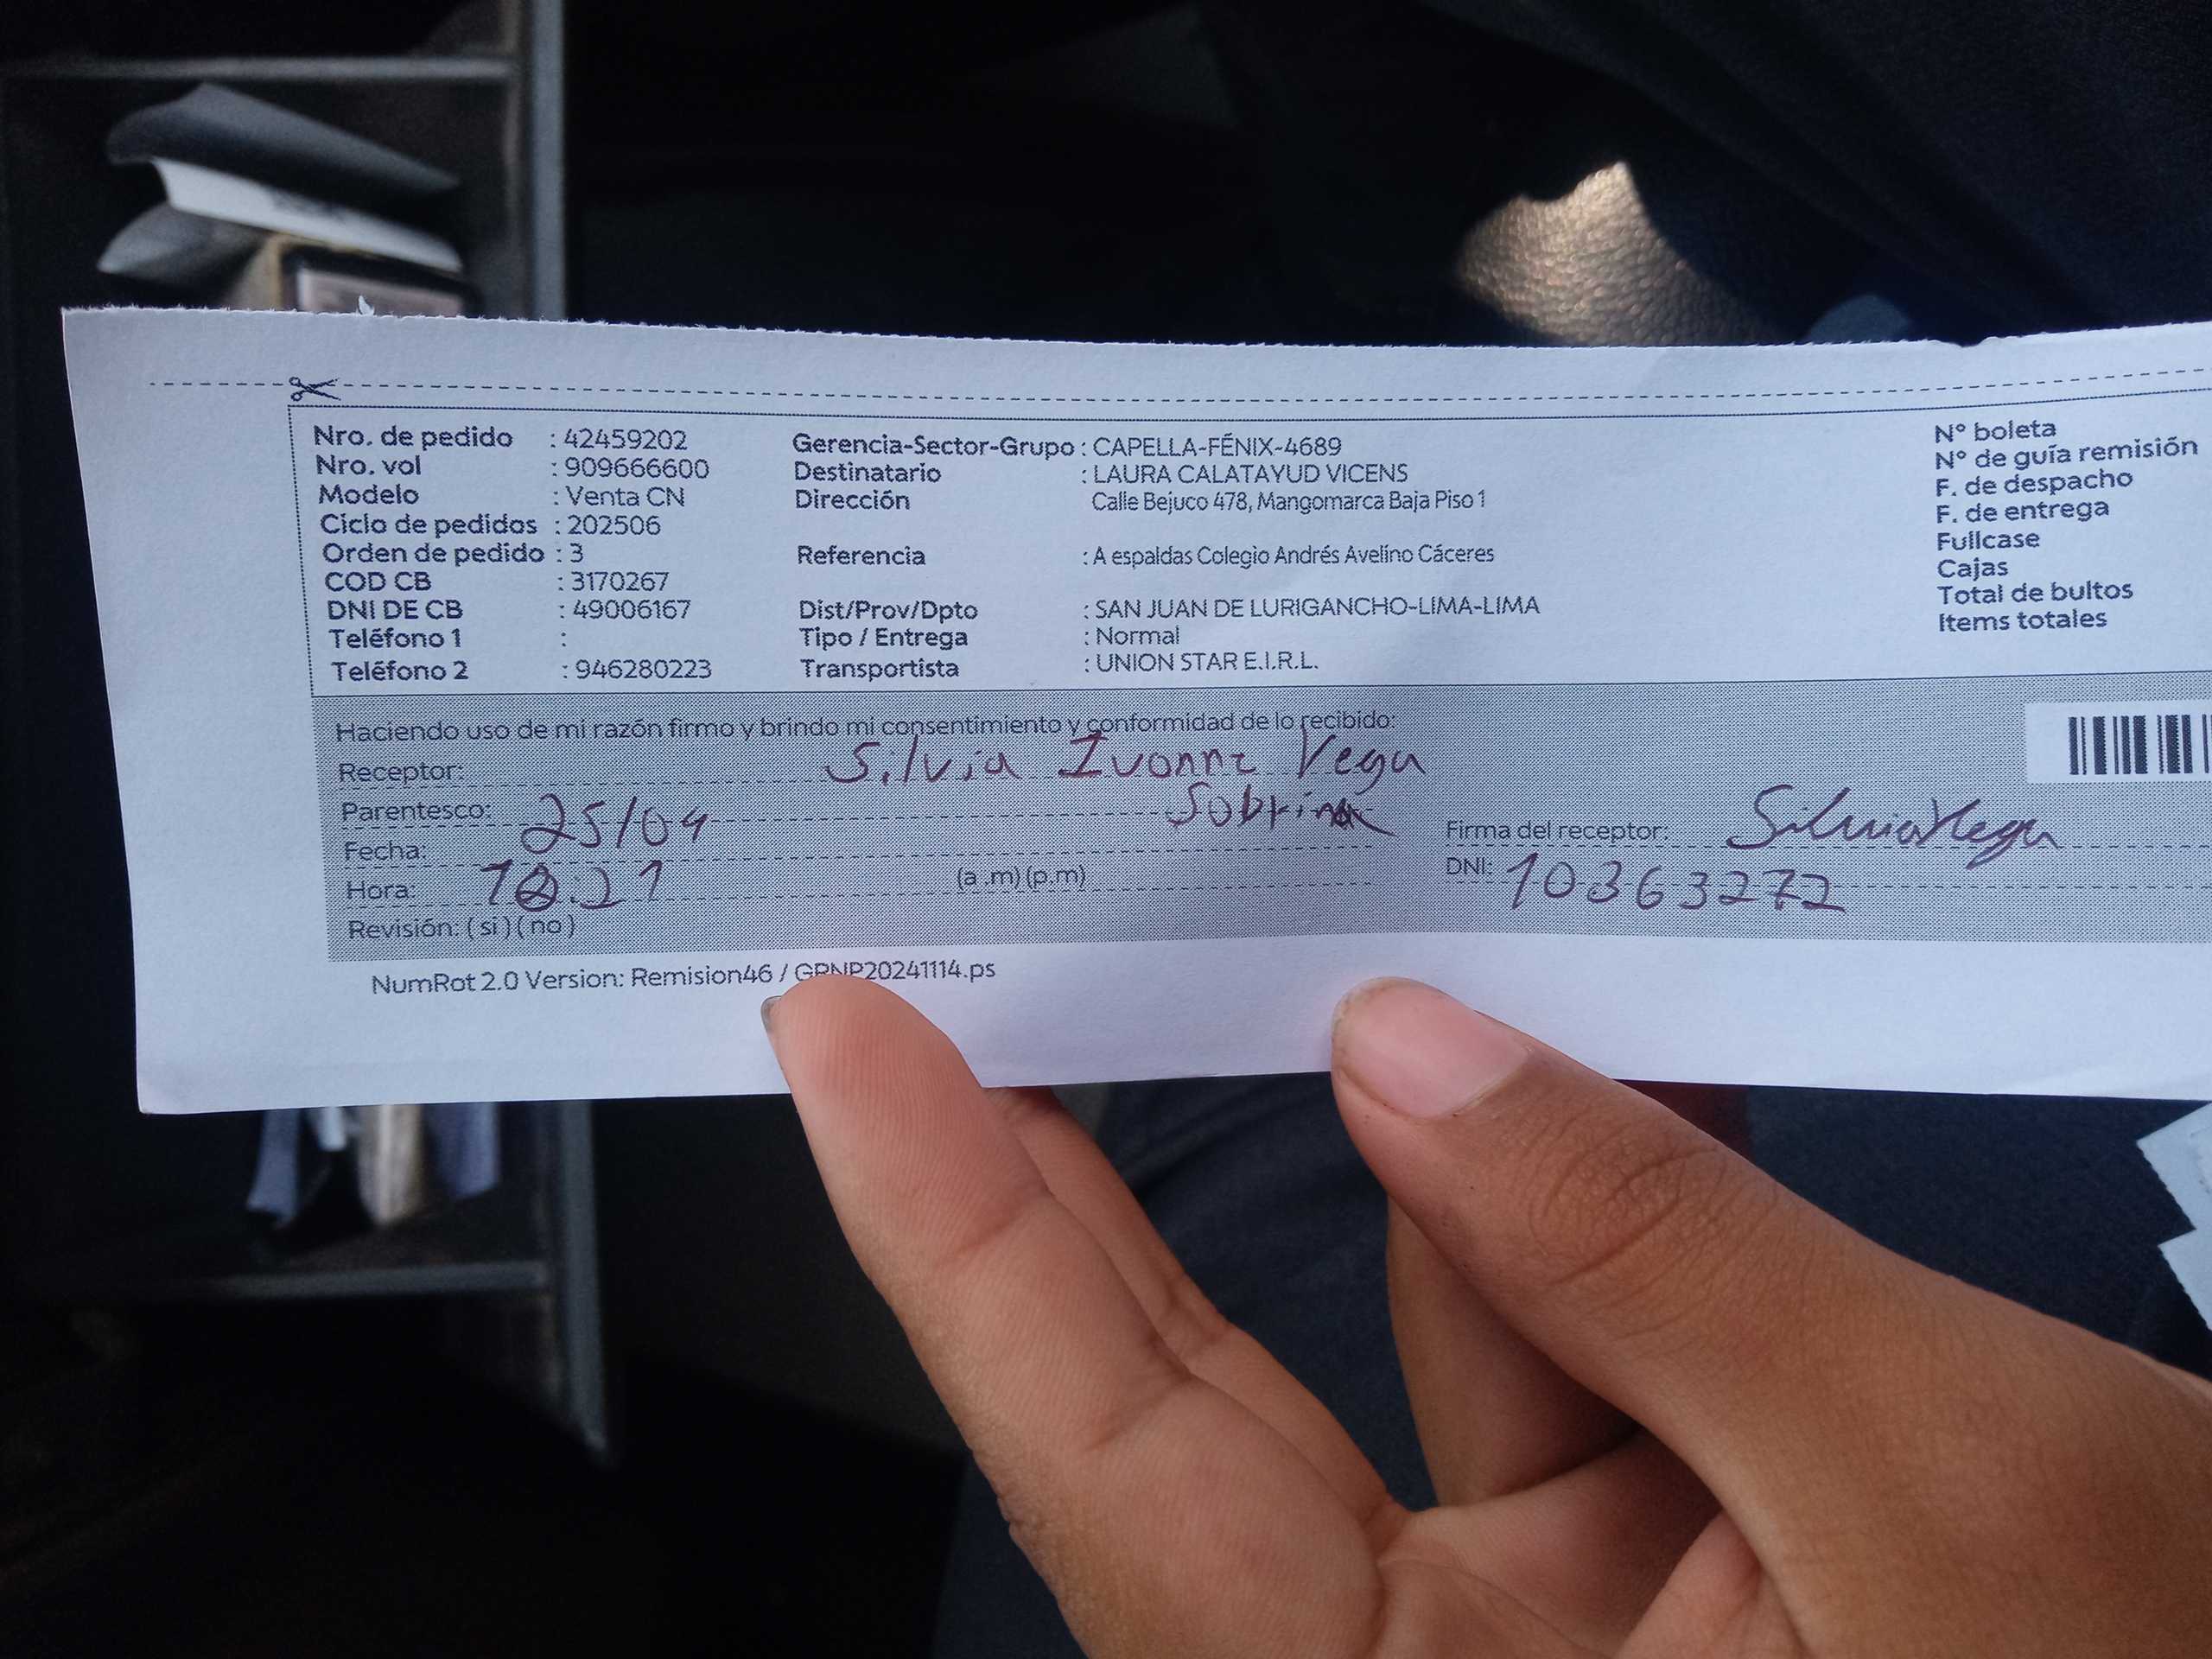 Nro. de pedido : 42459202
Nro. vol : 909666600
Modelo : Venta CN
Ciclo de pedidos : 202506
Orden de pedido : 3
COD CB : 3170267
DNI DE CB : 49006167
Teléfono 1 :
Teléfono 2 : 946280223
Gerencia-Sector-Grupo : CAPELLA-FÉNIX-4689
Destinatario : LAURA CALATAYUD VICENS
Dirección Calle Bejuco 478, Mangomarca Baja Piso 1
Referencia : A espaldas Colegio Andrés Avelino Cáceres
Dist/Prov/Dpto : SAN JUAN DE LURIGANCHO-LIMA-LIMA
Tipo / Entrega : Normal
Transportista : UNION STAR E.I.R.L.
N° boleta
N° de guía remisión
F. de despacho
F. de entrega
Fullcase
Cajas
Total de bultos
Items totales
Haciendo uso de mi razón firmo y brindo mi consentimiento y conformidad de lo recibido:
Receptor: Silvia Ivonne Vega
Parentesco: Sobrina
Fecha: 25/04
Hora: :21 (a .m) (p.m)
Revisión: ( si ) ( no )
Firma del receptor: Silvia Vega
DNI: 10363272
NumRot 2.0 Version: Remision46 / GRNP20241114.ps